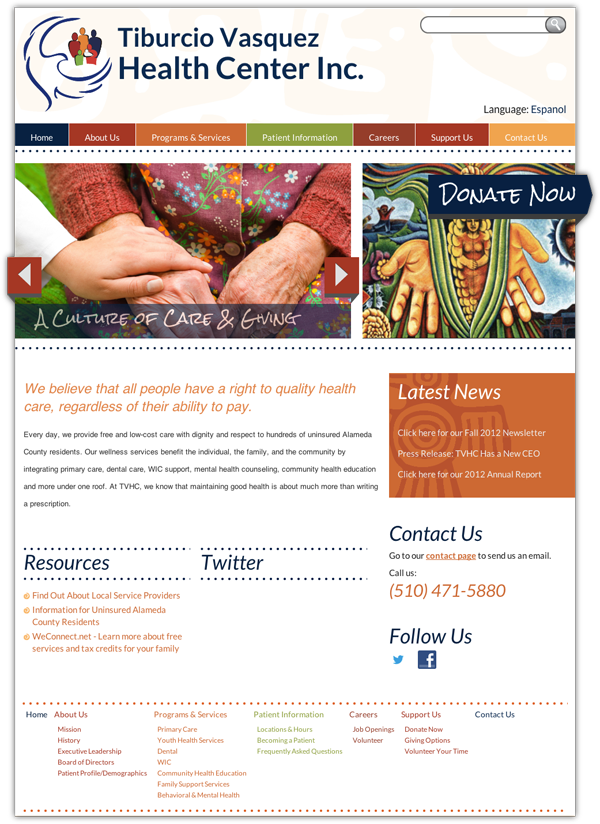 Tiburcio Vasquez
Health Center Inc.
Language: Espanol
Home
About Us
Programs & Services
Patient Information
Careers
Support Us
Contact Us
Donate Now
A Culture of Care & Giving
We believe that all people have a right to quality health
care, regardless of their ability to pay.
Every day, we provide free and low-cost care with dignity and respect to hundreds of uninsured Alameda
County residents. Our wellness services benefit the individual, the family, and the community by
integrating primary care, dental care, WIC support, mental health counseling, community health education
and more under one roof. At TVHC, we know that maintaining good health is about much more than writing
a prescription.
Latest News
Click here for our Fall 2012 Newsletter
Press Release: TVHC Has a New CEO
Click here for our 2012 Annual Report
Contact Us
Go to our contact page to send us an email.
Call us:
(510) 471-5880
Follow Us
Resources
Find Out About Local Service Providers
Information for Uninsured Alameda
County Residents
WeConnect.net - Learn more about free
services and tax credits for your family
Twitter
Home
About Us
Mission
History
Executive Leadership
Board of Directors
Patient Profile/Demographics
Programs & Services
Primary Care
Youth Health Services
Dental
WIC
Community Health Education
Family Support Services
Behavioral & Mental Health
Patient Information
Locations & Hours
Becoming a Patient
Frequently Asked Questions
Careers
Job Openings
Volunteer
Support Us
Donate Now
Giving Options
Volunteer Your Time
Contact Us